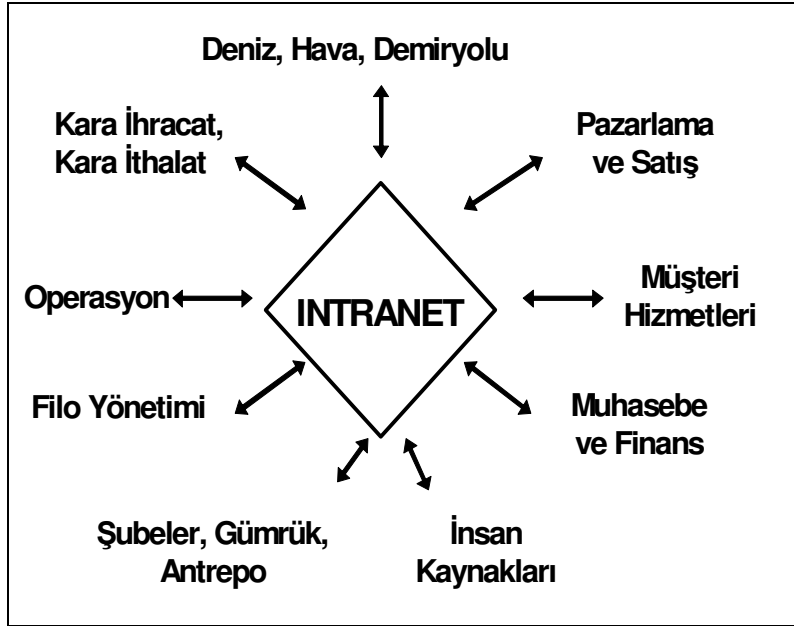 Deniz, Hava, Demiryolu
Kara İhracat,
Kara İthalat
Pazarlama
ve Satış
Operasyon
INTRANET
Müşteri
Hizmetleri
Filo Yönetimi
Muhasebe
ve Finans
Şubeler, Gümrük,
Antrepo
İnsan
Kaynakları